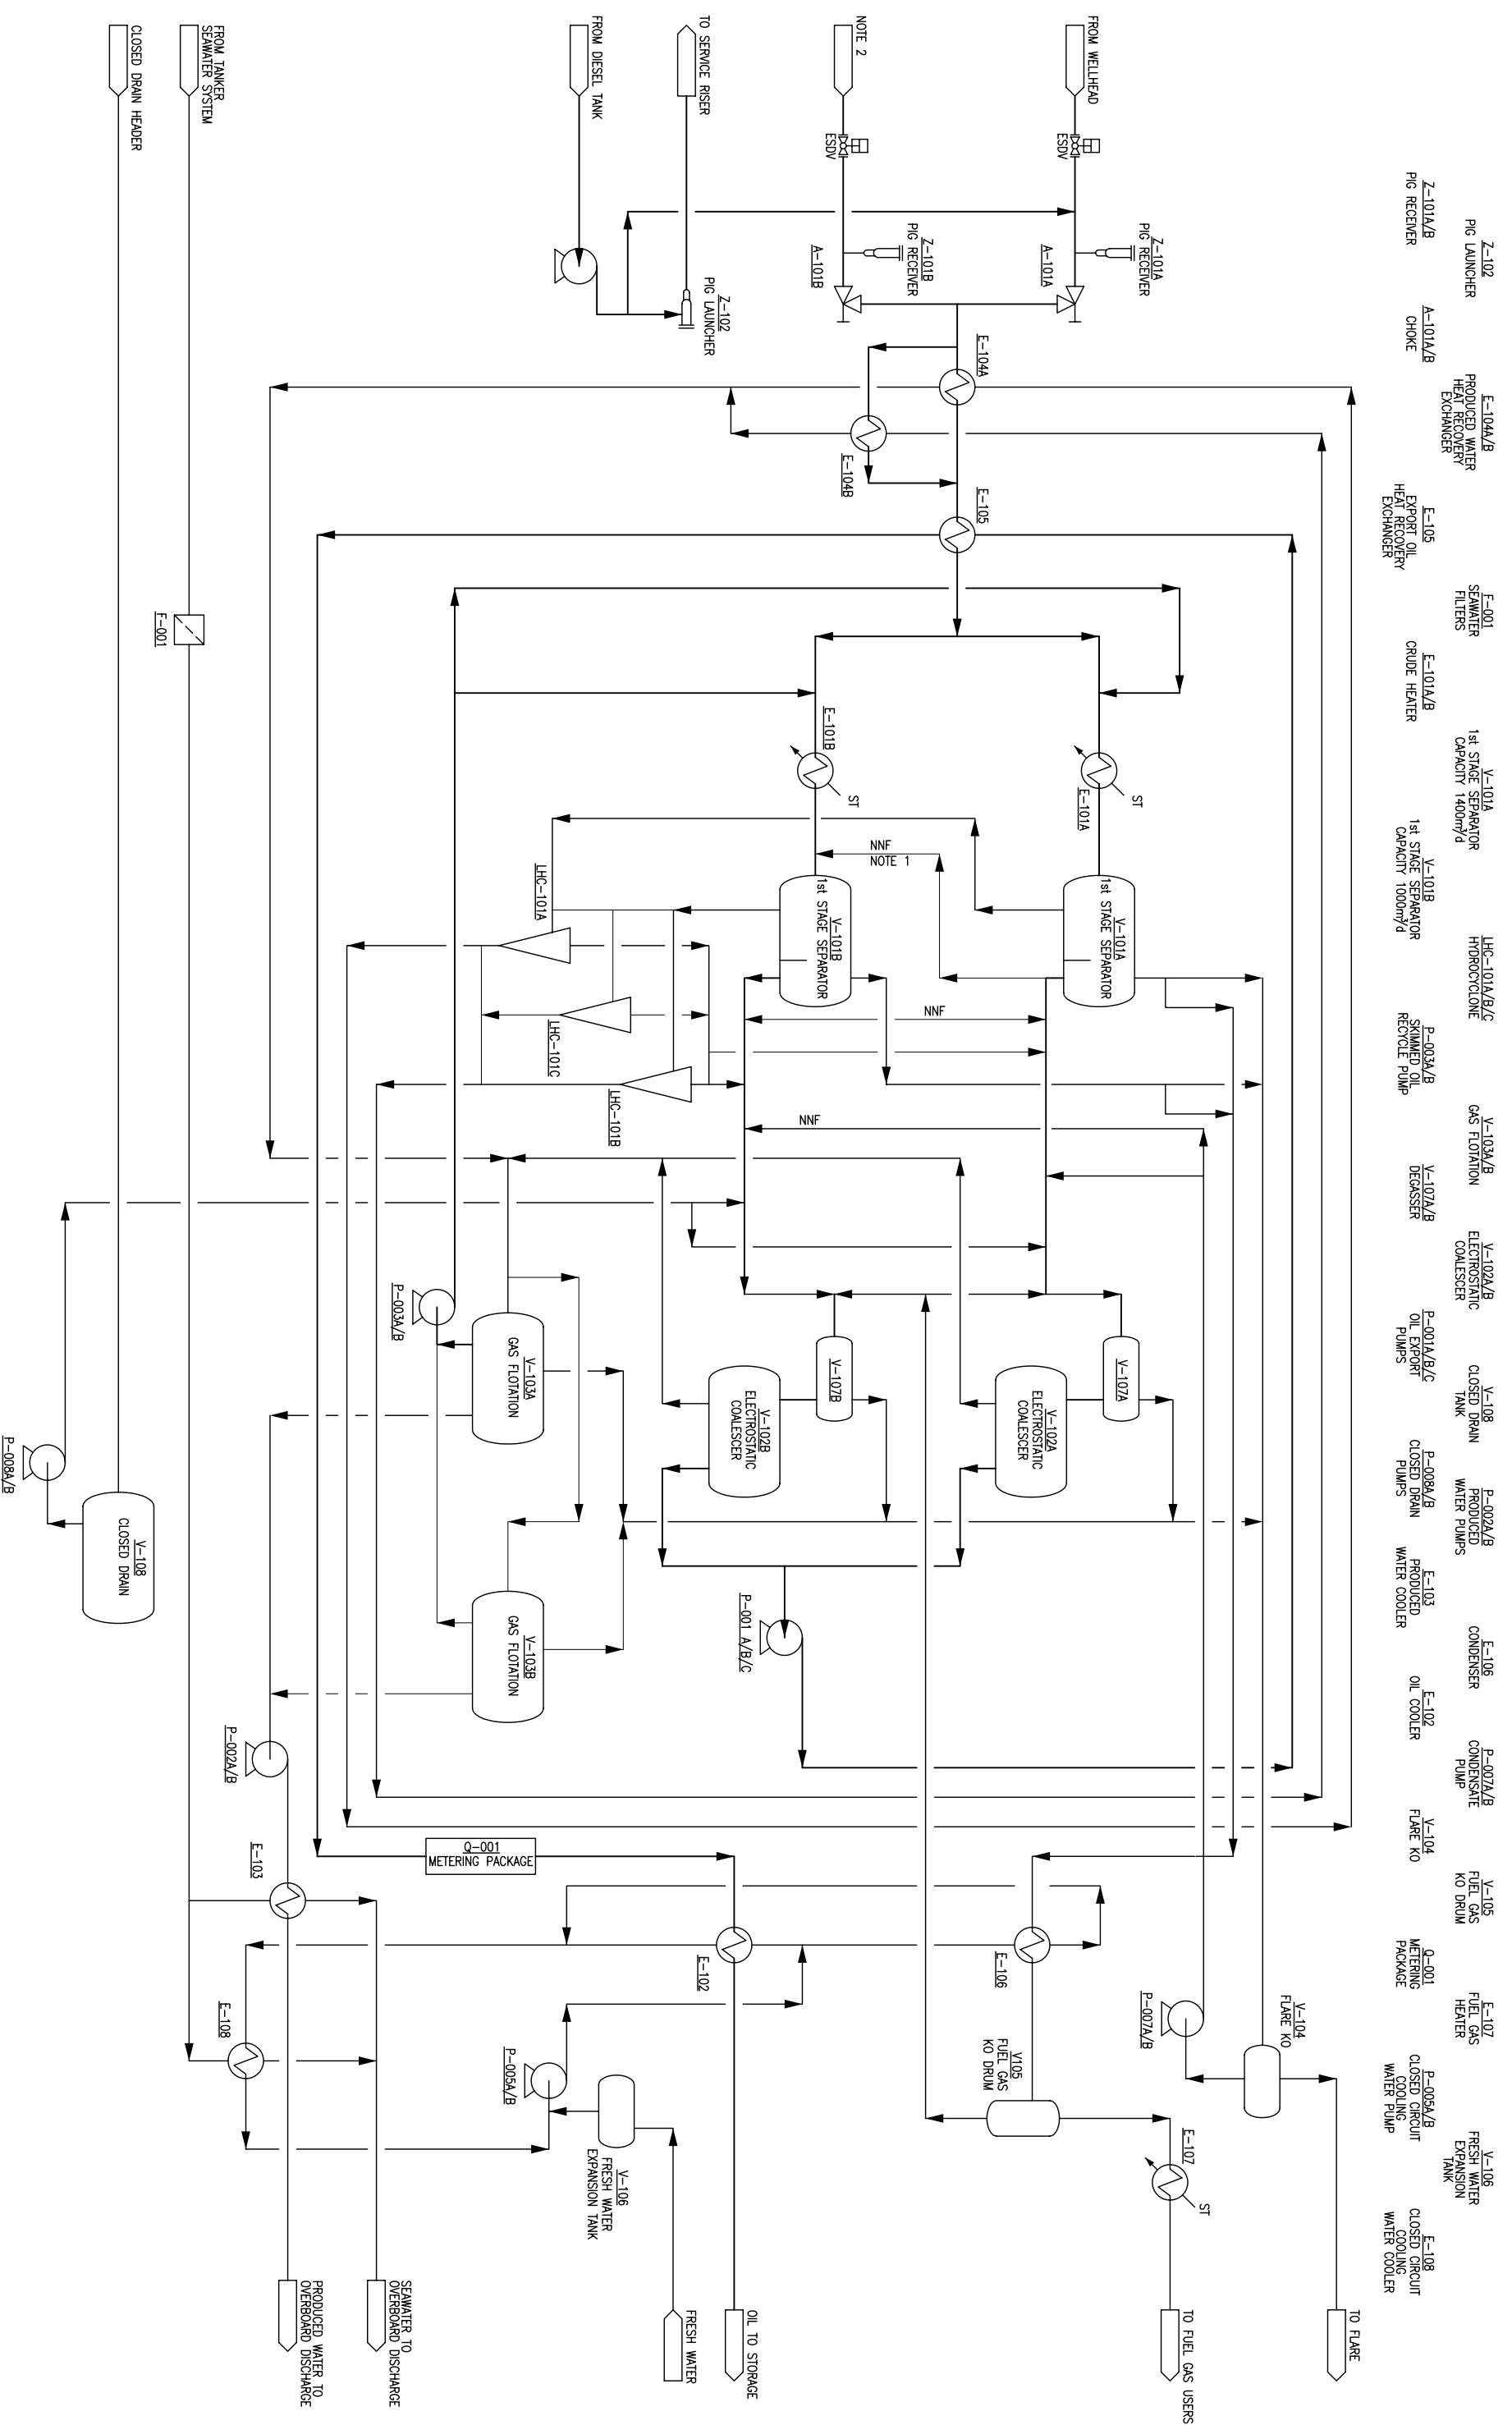 Z-101A/B
PIG RECEIVER
Z-102
PIG LAUNCHER
A-101A/B
CHOKE
E-104A/B
PRODUCED WATER
HEAT RECOVERY
EXCHANGER
E-105
EXPORT OIL
HEAT RECOVERY
EXCHANGER
F-001
SEAWATER
FILTERS
E-101A/B
CRUDE HEATER
V-101A
1st STAGE SEPARATOR
CAPACITY 1400m³/d
V-101B
1st STAGE SEPARATOR
CAPACITY 1000m³/d
LHC-101A/B/C
HYDROCYCLONE
P-003A/B
SKIMMED OIL
RECYCLE PUMP
V-103A/B
GAS FLOTATION
V-107A/B
DEGASSER
V-102A/B
ELECTROSTATIC
COALESCER
P-001A/B/C
OIL EXPORT
PUMPS
V-108
CLOSED DRAIN
TANK
P-008A/B
CLOSED DRAIN
PUMPS
P-002A/B
PRODUCED
WATER PUMPS
E-103
PRODUCED
WATER COOLER
E-106
CONDENSER
E-102
OIL COOLER
P-007A/B
CONDENSATE
PUMP
V-104
FLARE KO
V-105
FUEL GAS
KO DRUM
Q-001
METERING
PACKAGE
E-107
FUEL GAS
HEATER
P-005A/B
CLOSED CIRCUIT
COOLING
WATER PUMP
V-106
FRESH WATER
EXPANSION
TANK
E-108
CLOSED CIRCUIT
COOLING
WATER COOLER
TO FLARE
V-104
FLARE KO
P-007A/B
E-107
ST
TO FUEL GAS USERS
FROM WELLHEAD
ESDV
Z-101A
PIG RECEIVER
A-101A
ST
E-101A
V-101A
1st STAGE SEPARATOR
V-107A
V-102A
ELECTROSTATIC
COALESCER
E-106
V105
FUEL GAS
KO DRUM
E-104A
E-105
NNF
NOTE 2
ESDV
Z-101B
PIG RECEIVER
A-101B
E-104B
NNF
NOTE 1
ST
E-101B
V-101B
1st STAGE SEPARATOR
NNF
V-107B
V-102B
ELECTROSTATIC
COALESCER
P-001 A/B/C
OIL TO STORAGE
E-102
TO SERVICE RISER
Z-102
PIG LAUNCHER
FROM DIESEL TANK
FRESH WATER
V-106
FRESH WATER
EXPANSION TANK
P-005A/B
LHC-101A
LHC-101C
LHC-101B
V-103A
GAS FLOTATION
P-003A/B
V-103B
GAS FLOTATION
Q-001
METERING PACKAGE
SEAWATER TO
OVERBOARD DISCHARGE
PRODUCED WATER TO
OVERBOARD DISCHARGE
P-002A/B
E-103
E-108
FROM TANKER
SEAWATER SYSTEM
F-001
CLOSED DRAIN HEADER
V-108
CLOSED DRAIN
P-008A/B